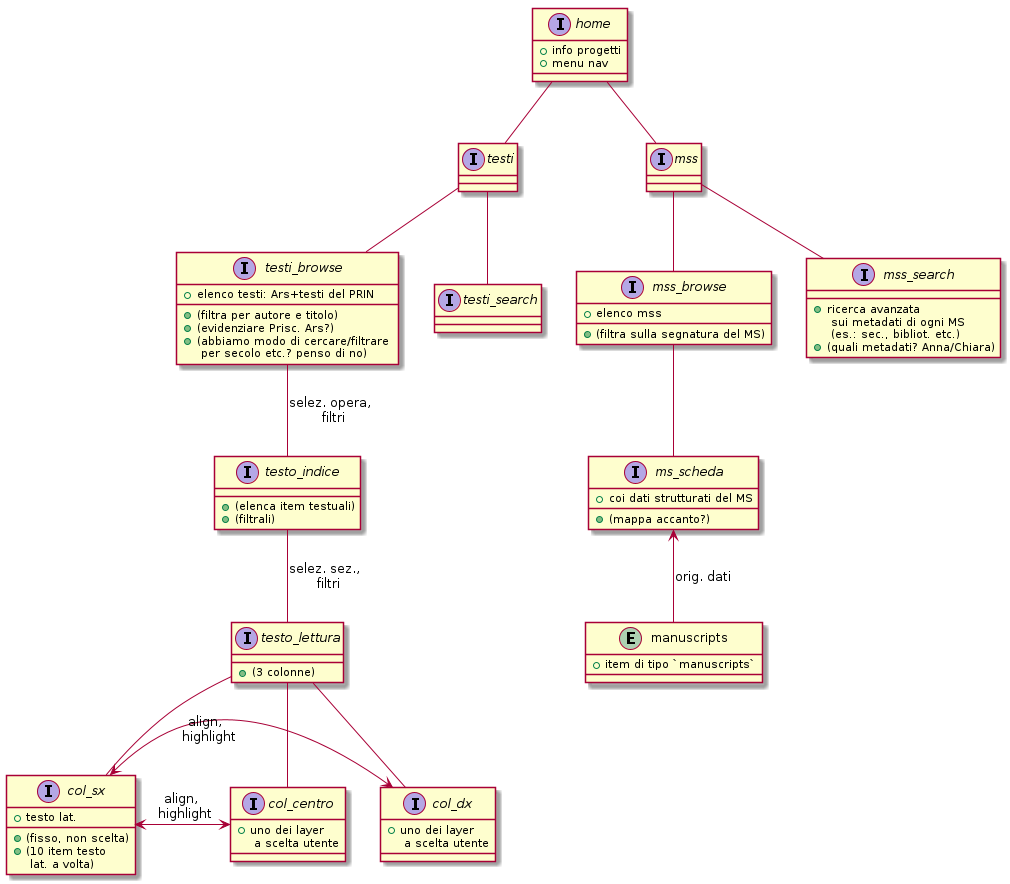 I home
info progetti
menu nav
I testi
I mss
I testi_browse
elenco testi: Ars+testi del PRIN
(filtra per autore e titolo)
(evidenziare Prisc. Ars?)
(abbiamo modo di cercare/filtrare
per secolo etc.? penso di no)
I testi_search
I mss_browse
elenco mss
(filtra sulla segnatura del MS)
I mss_search
ricerca avanzata
sui metadati di ogni MS
(es.: sec., bibliot. etc.)
(quali metadati? Anna/Chiara)
selez. opera,
filtri
I testo_indice
(elenca item testuali)
(filtrali)
I ms_scheda
coi dati strutturati del MS
(mappa accanto?)
selez. sez.,
filtri
orig. dati
I testo_lettura
(3 colonne)
E manuscripts
item di tipo `manuscripts`
align,
highlight
I col_sx
testo lat.
(fisso, non scelta)
(10 item testo
lat. a volta)
align,
highlight
I col_centro
uno dei layer
a scelta utente
I col_dx
uno dei layer
a scelta utente